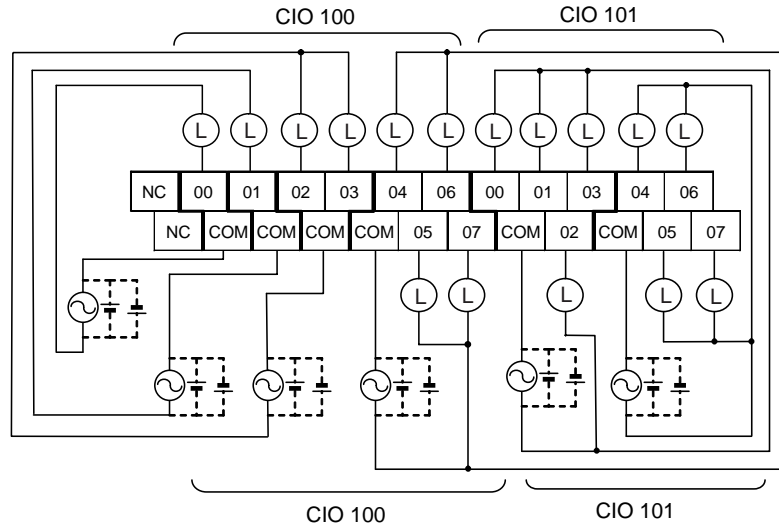 CIO 100
CIO 101
L L L L L L L L L L L
NC 00 01 02 03 04 06 00 01 03 04 06
NC COM COM COM COM 05 07 COM 02 COM 05 07
L L L L L
CIO 100
CIO 101